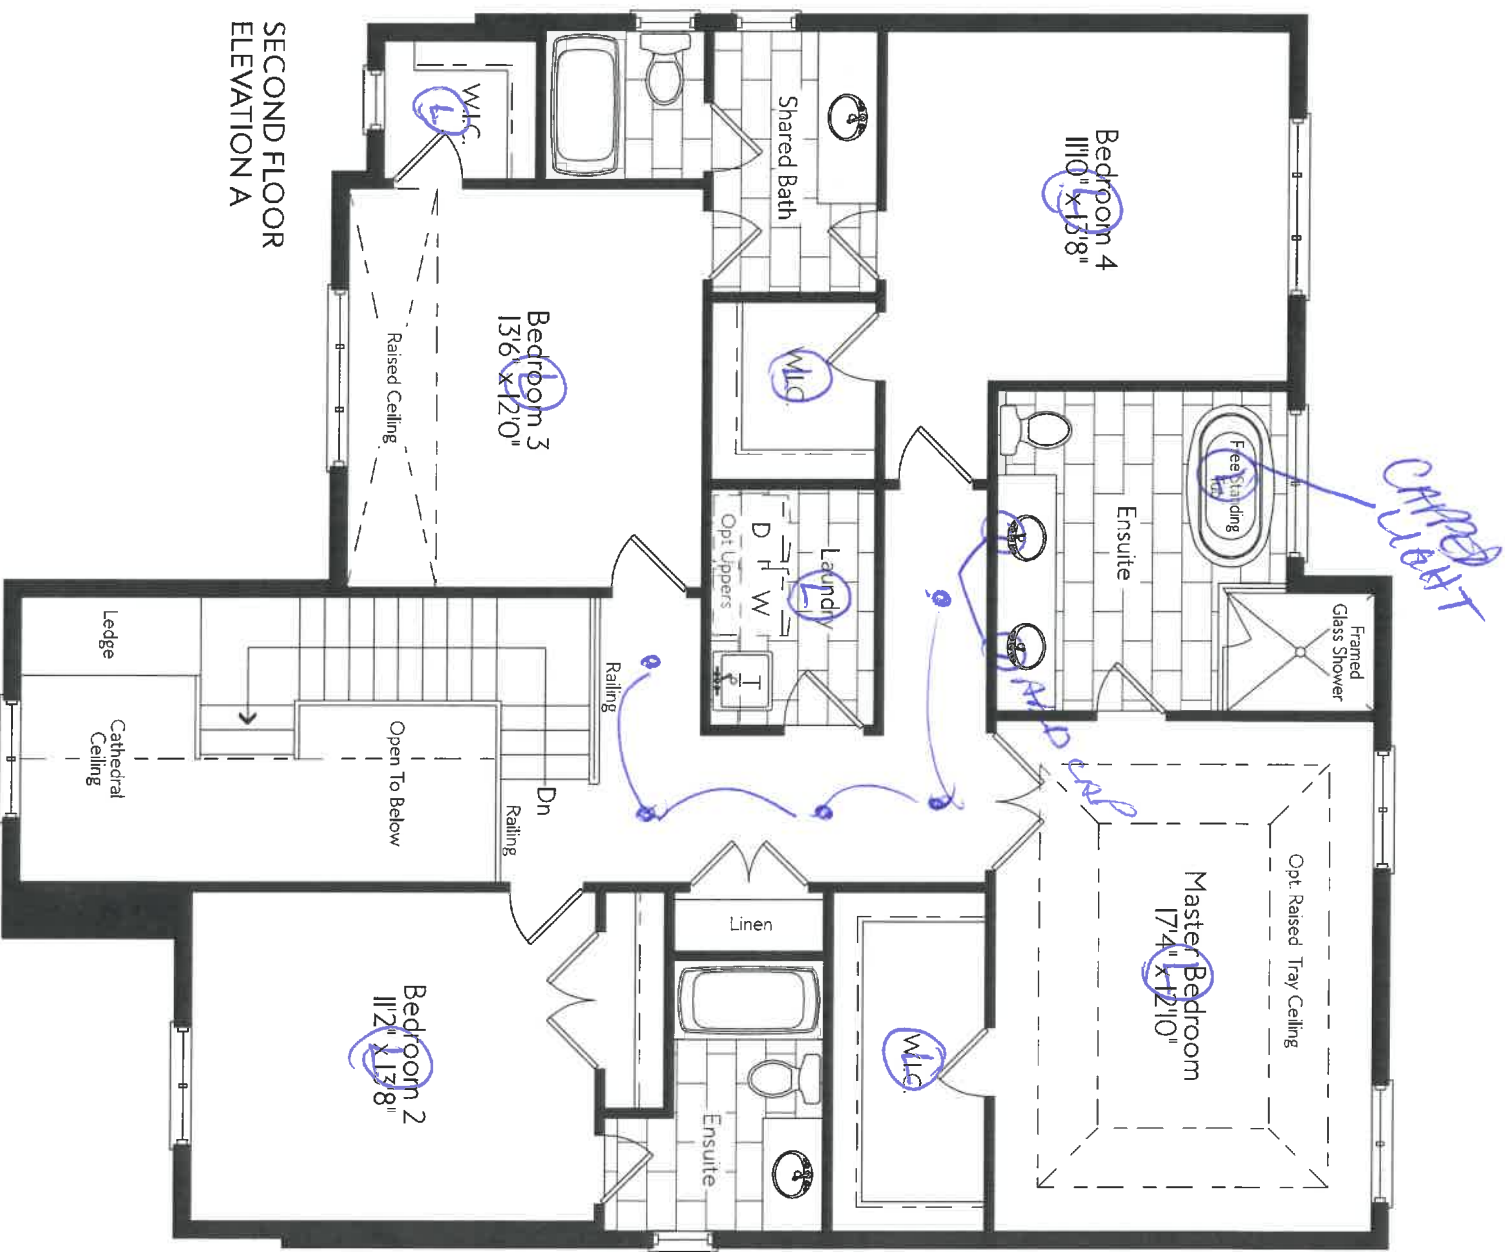 SECOND FLOOR
ELEVATION A
Bedroom 4
11'10" x 13'8"
L
Shared Bath
W.I.C.
L
W.I.C.
L
Bedroom 3
13'6" x 12'0"
L
Raised Ceiling
Free Standing
Tub
L
CAPPED
LIGHT
Ensuite
Framed
Glass Shower
ADD CAP
Laundry
L
D
W
Opt Uppers
T
Railing
Ledge
Cathedral
Ceiling
Open To Below
Dn
Railing
Linen
Opt. Raised Tray Ceiling
Master Bedroom
17'4" x 12'10"
L
W.I.C.
L
Bedroom 2
11'2" x 13'8"
L
Ensuite